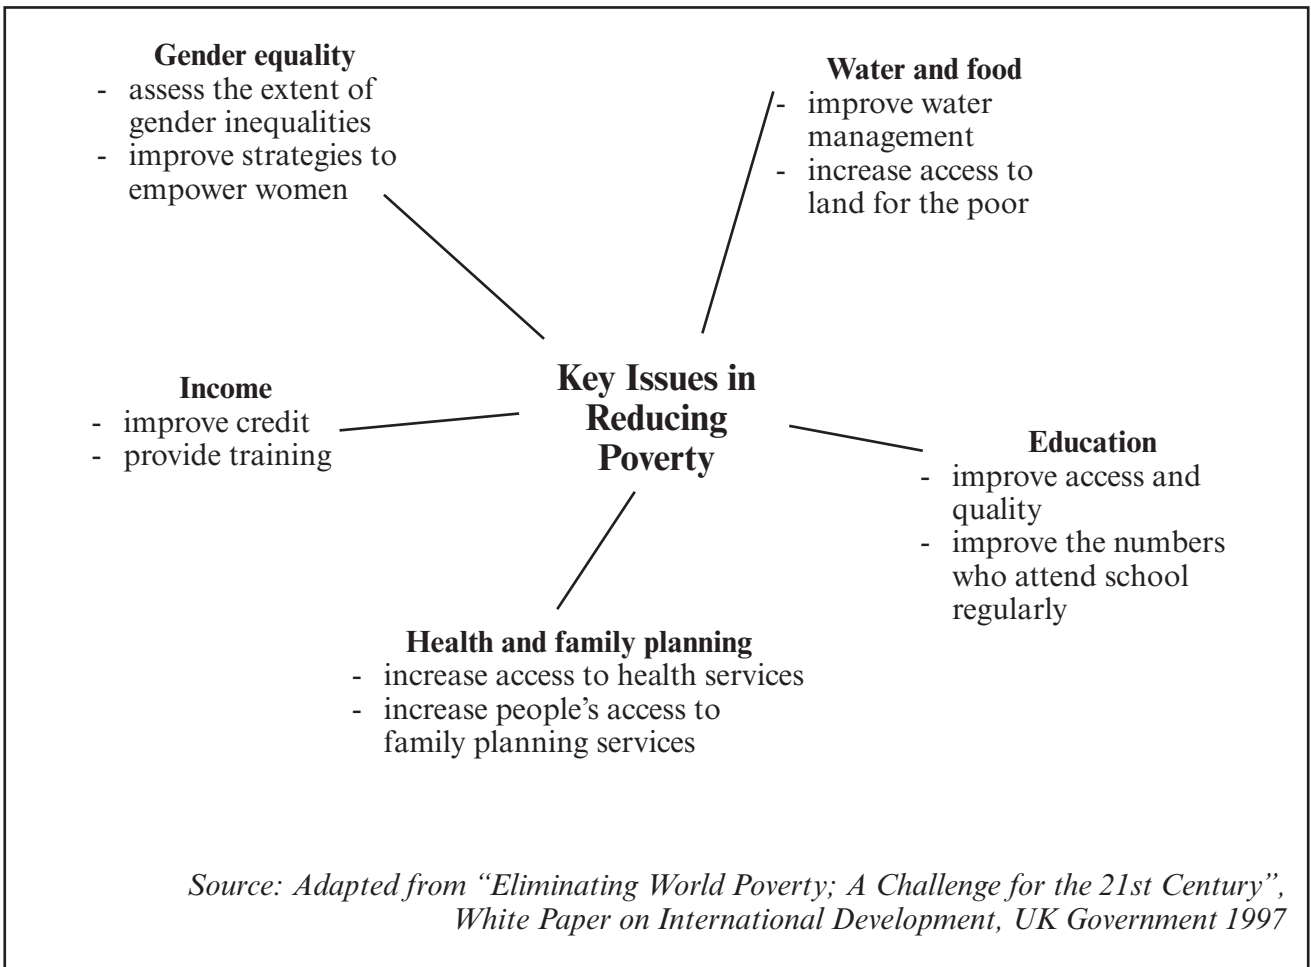 Gender equality
- assess the extent of
gender inequalities
- improve strategies to
empower women
Water and food
- improve water
management
- increase access to
land for the poor
Key Issues in
Reducing
Poverty
Income
- improve credit
- provide training
Education
- improve access and
quality
- improve the numbers
who attend school
regularly
Health and family planning
- increase access to health services
- increase people's access to
family planning services
Source: Adapted from “Eliminating World Poverty; A Challenge for the 21st Century”,
White Paper on International Development, UK Government 1997